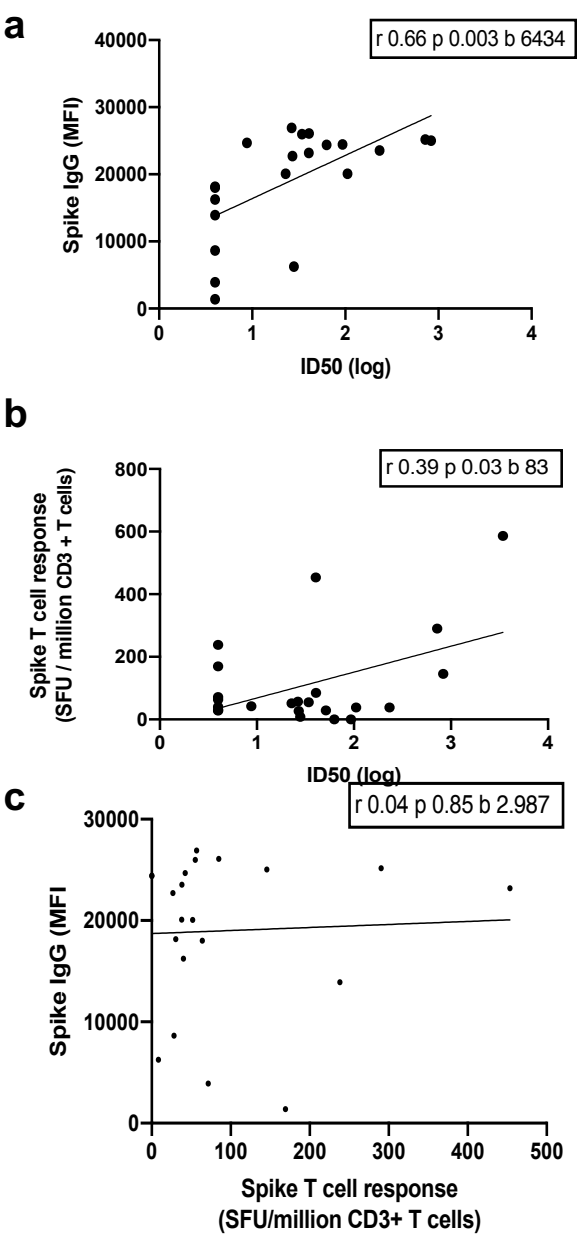 a
r 0.66 p 0.003 b 6434
40000
30000
20000
10000
0
Spike IgG (MFI)
0 1 2 3 4
ID50 (log)
b
r 0.39 p 0.03 b 83
800
600
400
200
0
Spike T cell response
(SFU / million CD3 + T cells)
0 1 2 3 4
ID50 (log)
c
r 0.04 p 0.85 b 2.987
30000
20000
10000
0
Spike IgG (MFI
0 100 200 300 400 500
Spike T cell response
(SFU/million CD3+ T cells)